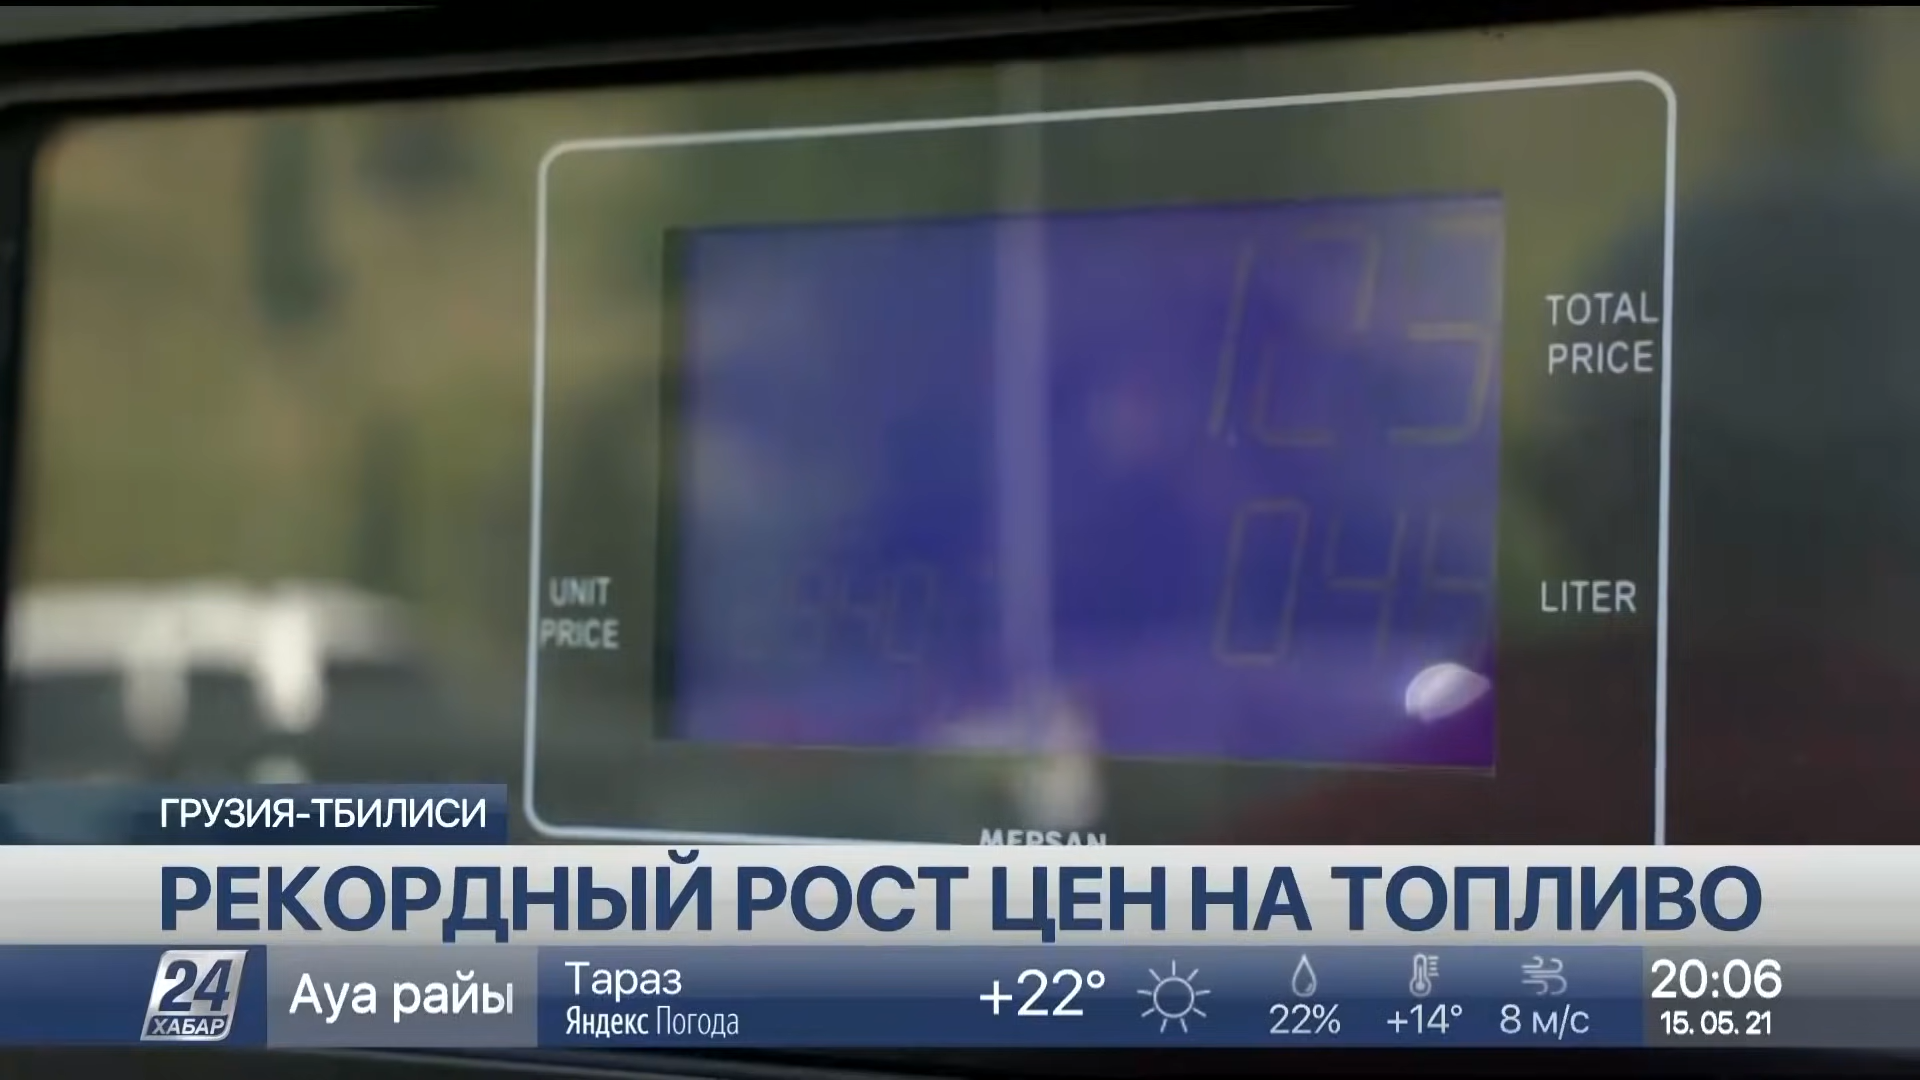 TOTAL
PRICE
UNIT
PRICE
LITER
MEPSAN
ГРУЗИЯ-ТБИЛИСИ
РЕКОРДНЫЙ РОСТ ЦЕН НА ТОПЛИВО
24
ХАБАР
Ауа райы
Тараз
Яндекс Погода
+22°
22%
+14°
8 м/с
20:06
15. 05. 21